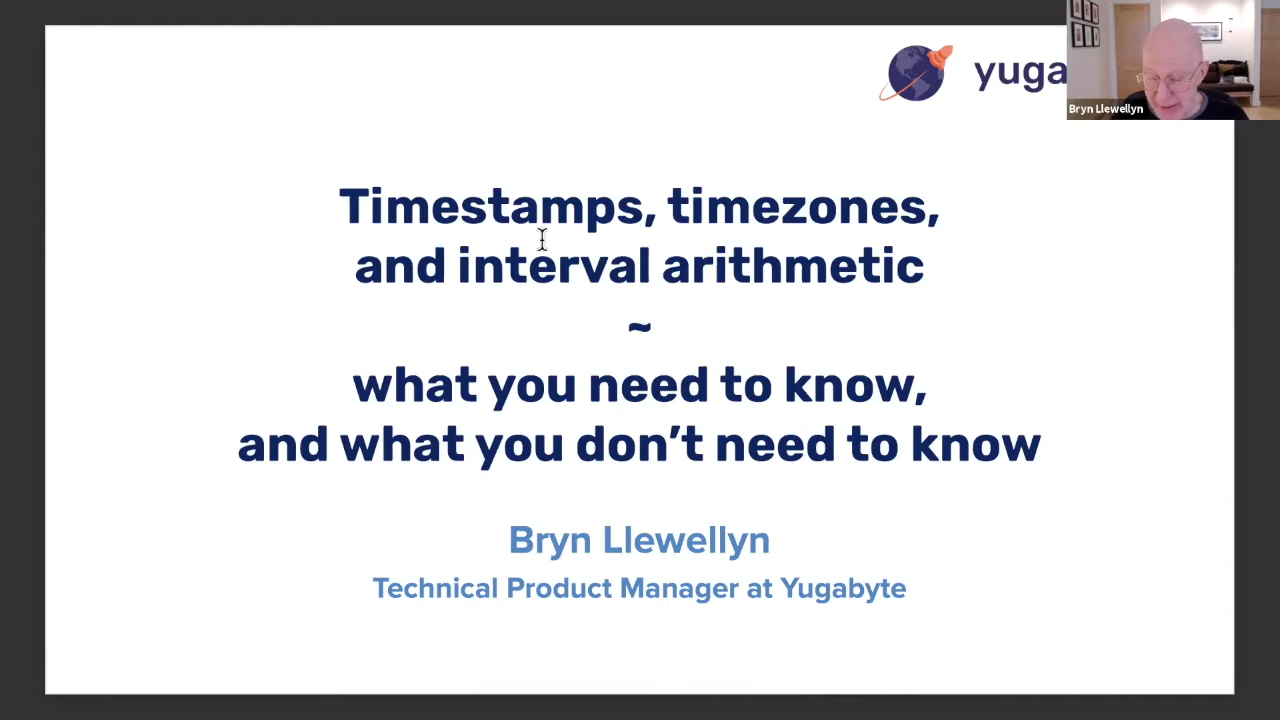 yuga
Bryn Llewellyn
Timestamps, timezones,
and interval arithmetic
~
what you need to know,
and what you don’t need to know
Bryn Llewellyn
Technical Product Manager at Yugabyte